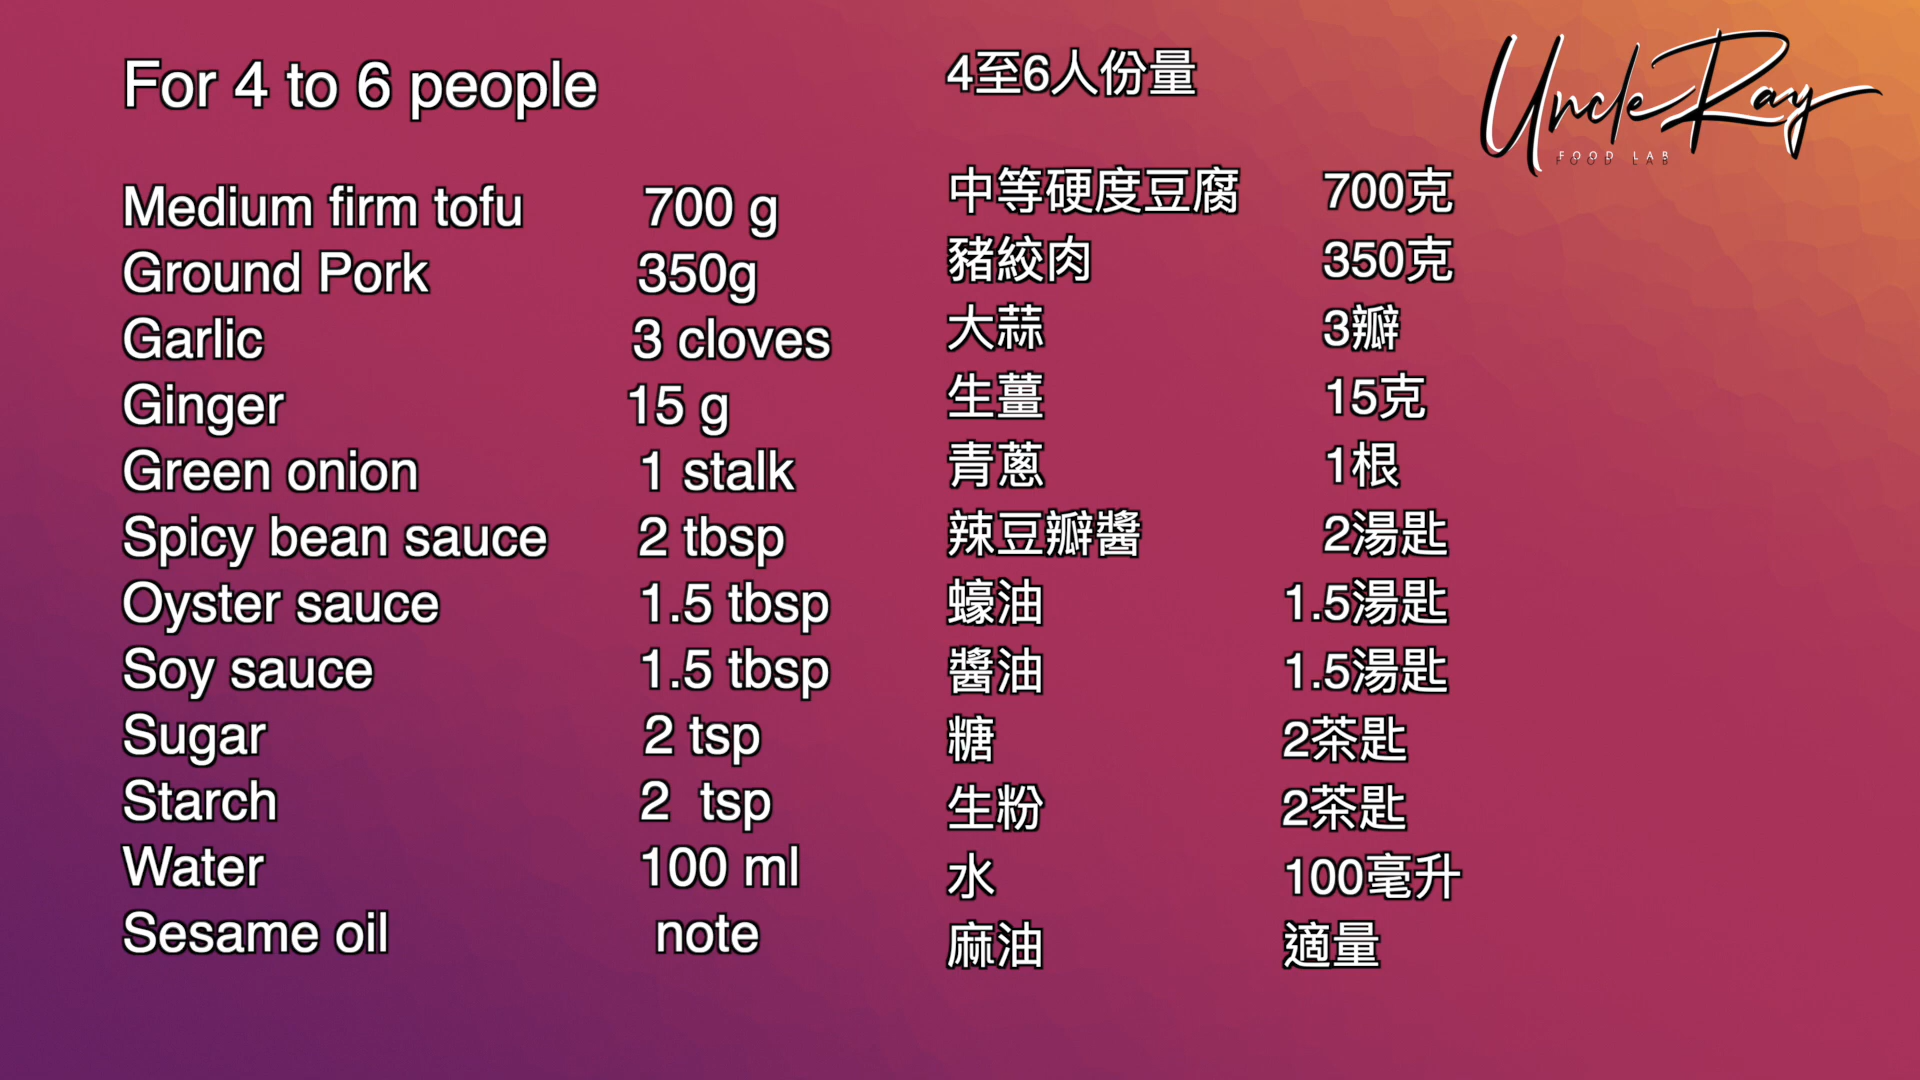 For 4 to 6 people
Medium firm tofu 700 g
Ground Pork 350g
Garlic 3 cloves
Ginger 15 g
Green onion 1 stalk
Spicy bean sauce 2 tbsp
Oyster sauce 1.5 tbsp
Soy sauce 1.5 tbsp
Sugar 2 tsp
Starch 2 tsp
Water 100 ml
Sesame oil note
4至6人份量
中等硬度豆腐 700克
豬絞肉 350克
大蒜 3瓣
生薑 15克
青蔥 1根
辣豆瓣醬 2湯匙
蠔油 1.5湯匙
醬油 1.5湯匙
糖 2茶匙
生粉 2茶匙
水 100毫升
麻油 適量
Uncle Ray
FOOD LAB